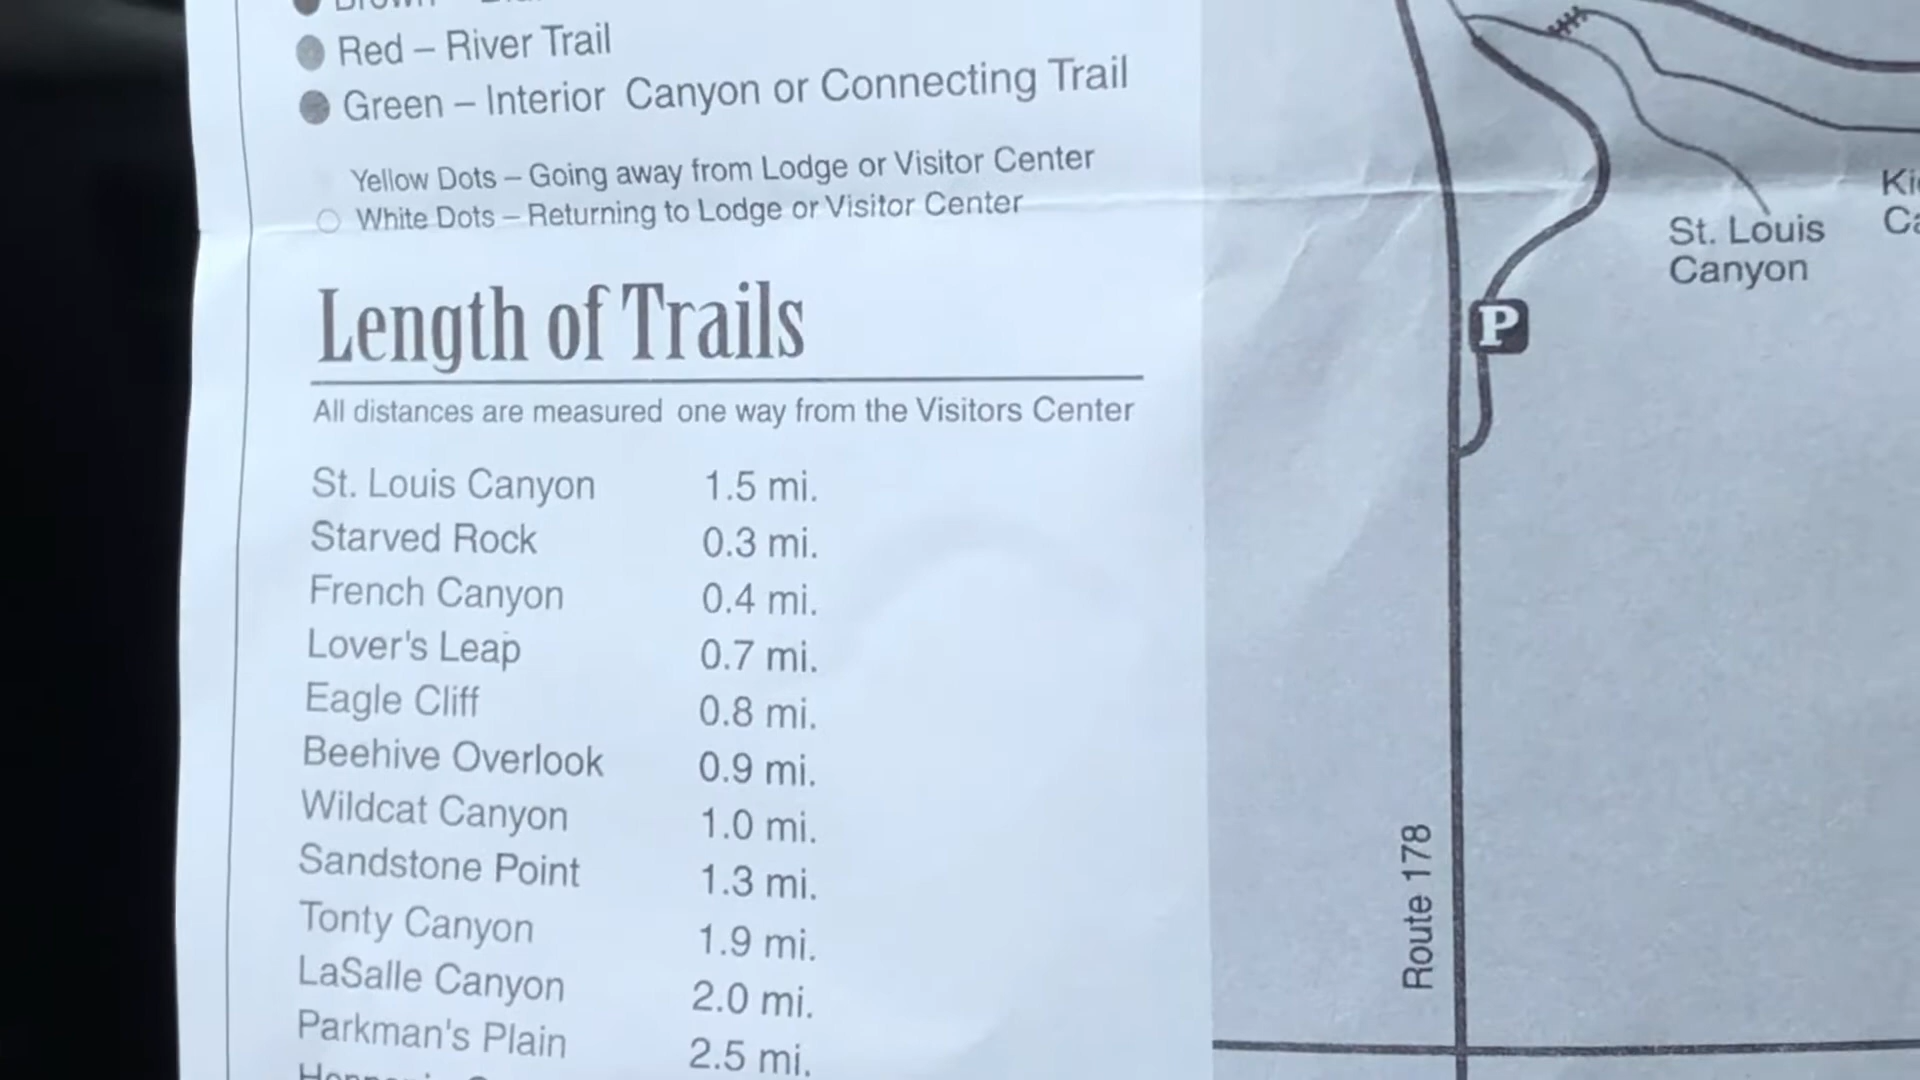 Red – River Trail
Green – Interior Canyon or Connecting Trail
Yellow Dots – Going away from Lodge or Visitor Center
White Dots – Returning to Lodge or Visitor Center
Length of Trails
All distances are measured one way from the Visitors Center
St. Louis Canyon 1.5 mi.
Starved Rock 0.3 mi.
French Canyon 0.4 mi.
Lover's Leap 0.7 mi.
Eagle Cliff 0.8 mi.
Beehive Overlook 0.9 mi.
Wildcat Canyon 1.0 mi.
Sandstone Point 1.3 mi.
Tonty Canyon 1.9 mi.
LaSalle Canyon 2.0 mi.
Parkman's Plain 2.5 mi.
St. Louis
Canyon
P
Route 178